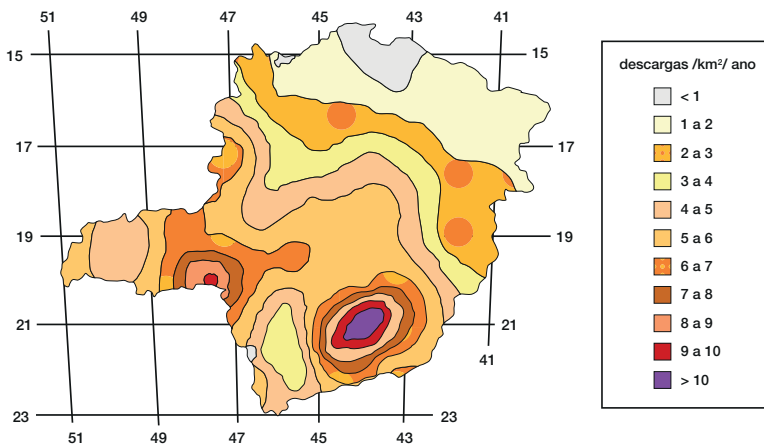 51 49 47 45 43 41
15 15
17 17
19 19
21 21
41
23 23
51 49 47 45 43
descargas /km²/ ano
< 1
1 a 2
2 a 3
3 a 4
4 a 5
5 a 6
6 a 7
7 a 8
8 a 9
9 a 10
> 10